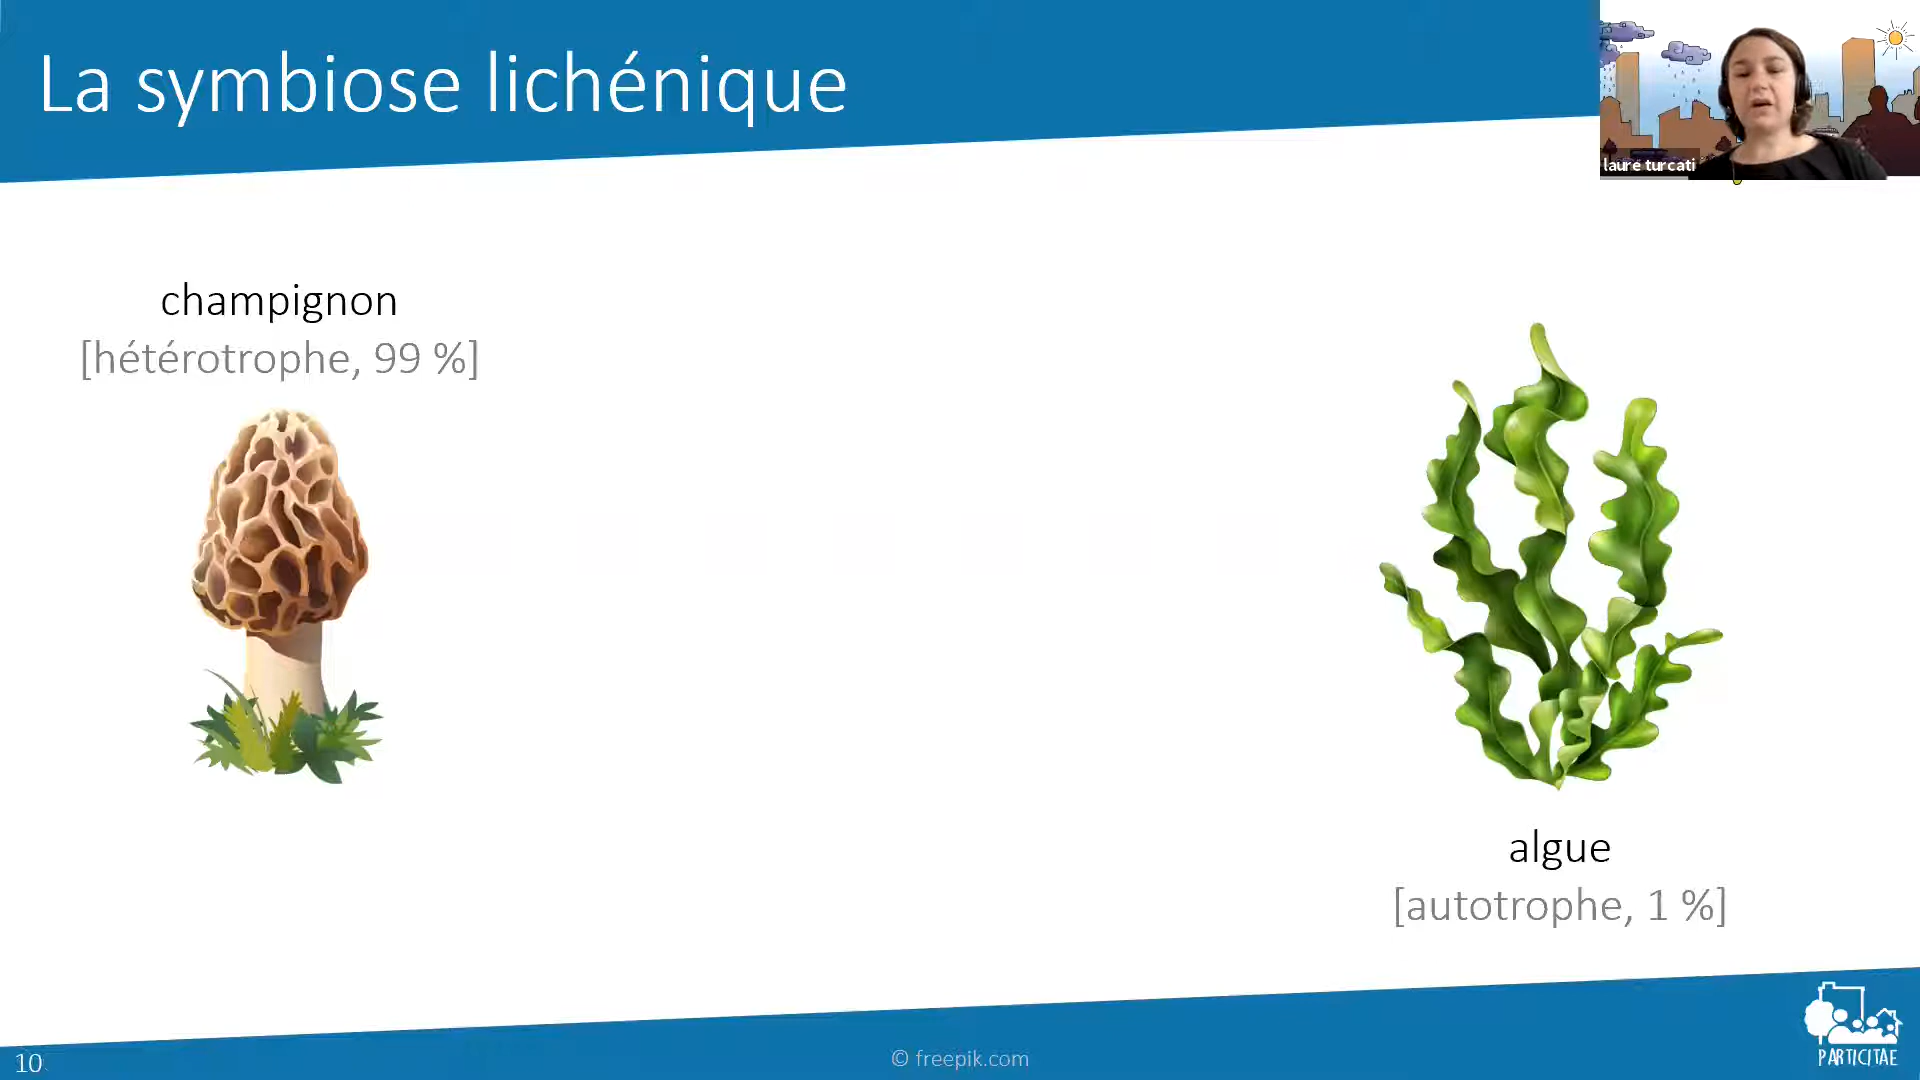 La symbiose lichénique
laure turcati
champignon
[hétérotrophe, 99 %]
algue
[autotrophe, 1 %]
10
© freepik.com
PARTICITAE